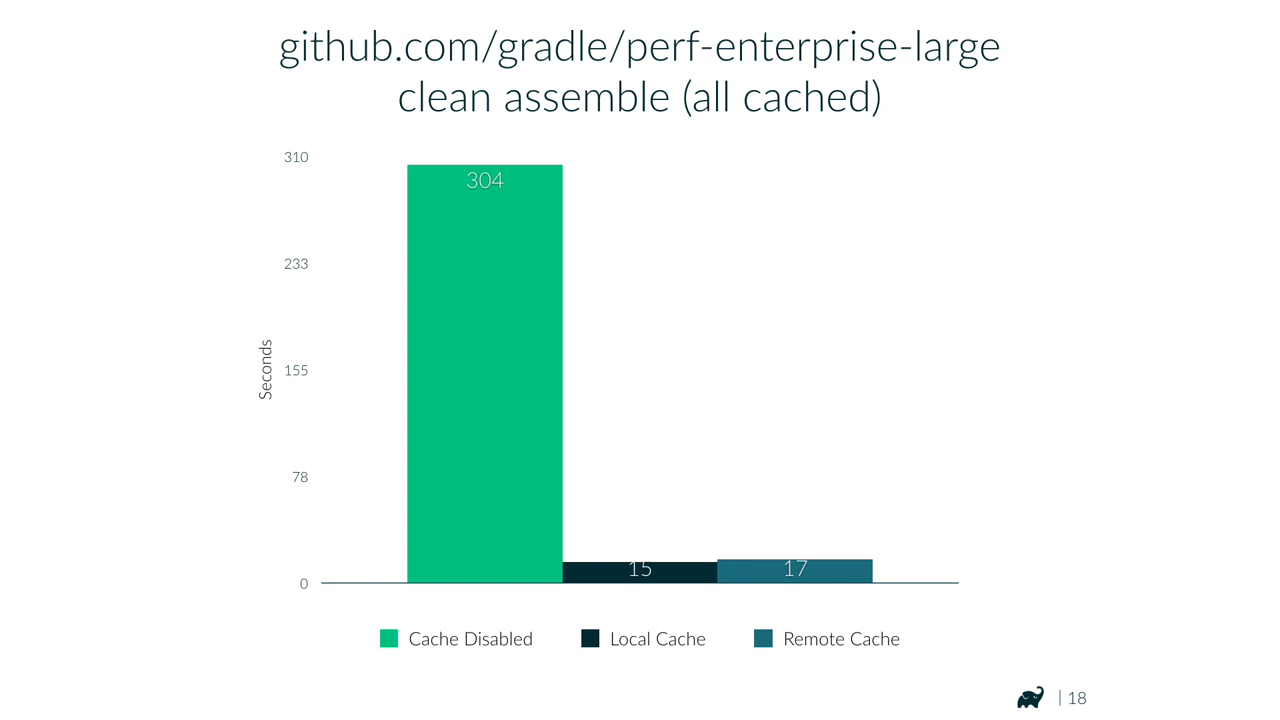 github.com/gradle/perf-enterprise-large
clean assemble (all cached)
310
233
155
78
0
Seconds
304
15
17
Cache Disabled
Local Cache
Remote Cache
| 18